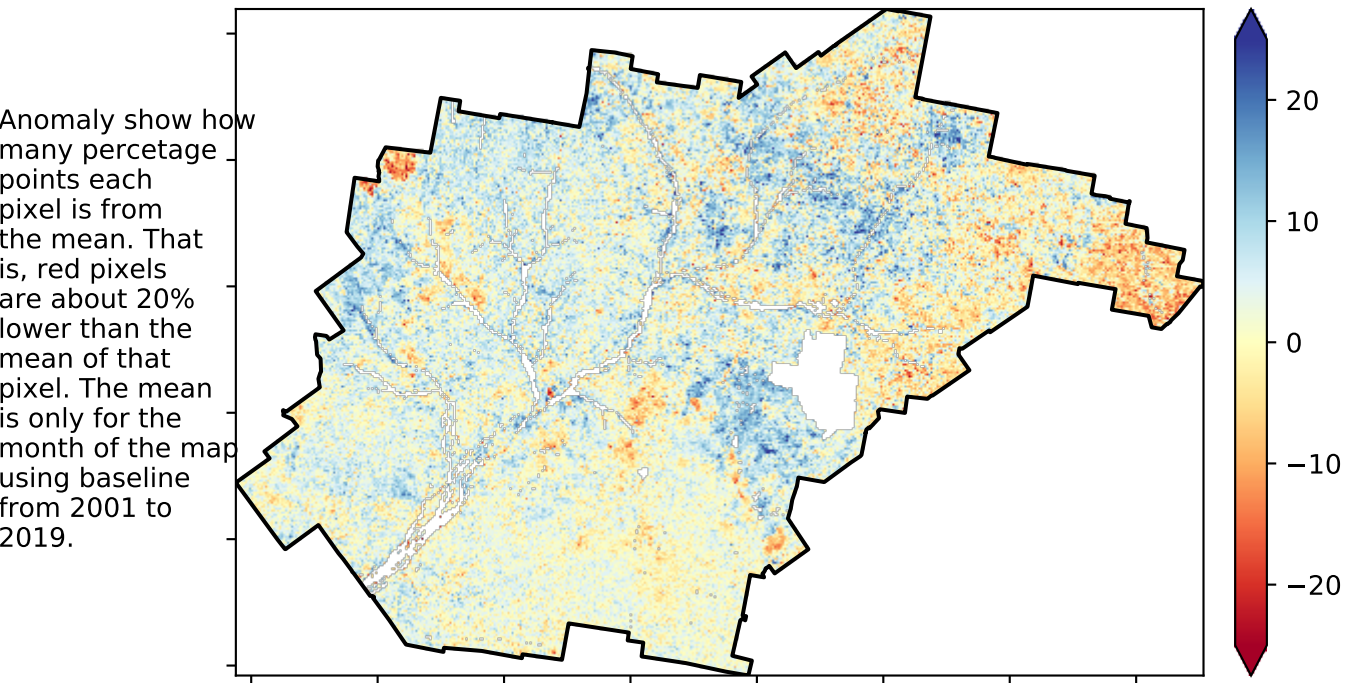 Anomaly show how
many percetage
points each
pixel is from
the mean. That
is, red pixels
are about 20%
lower than the
mean of that
pixel. The mean
is only for the
month of the map
using baseline
from 2001 to
2019.
20
10
0
−10
−20